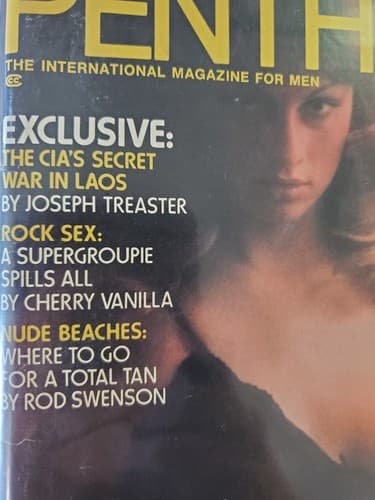 PENTH
THE INTERNATIONAL MAGAZINE FOR MEN
CC
EXCLUSIVE:
THE CIA'S SECRET
WAR IN LAOS
BY JOSEPH TREASTER
ROCK SEX:
A SUPERGROUPIE
SPILLS ALL
BY CHERRY VANILLA
NUDE BEACHES:
WHERE TO GO
FOR A TOTAL TAN
BY ROD SWENSON